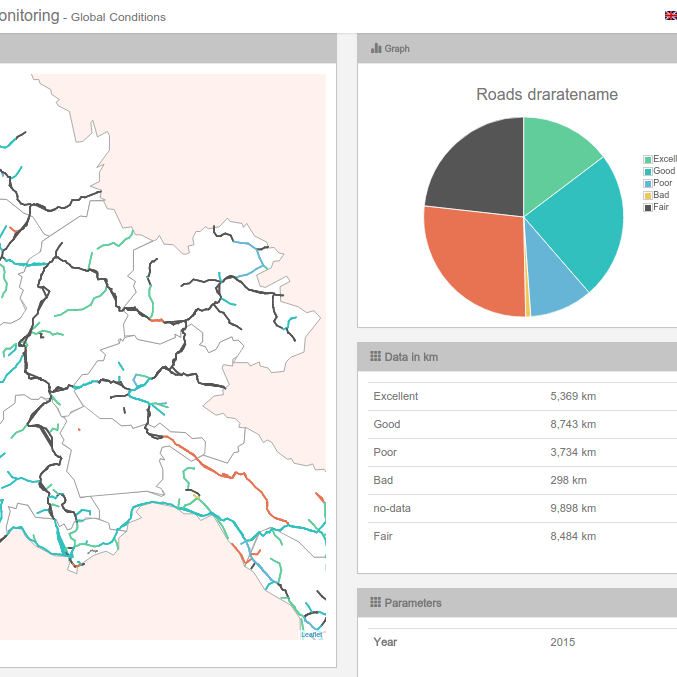 onitoring - Global Conditions
Graph
Roads draratename
Excell
Good
Poor
Bad
Fair
Leaflet
Data in km
Excellent 5,369 km
Good 8,743 km
Poor 3,734 km
Bad 298 km
no-data 9,898 km
Fair 8,484 km
Parameters
Year 2015